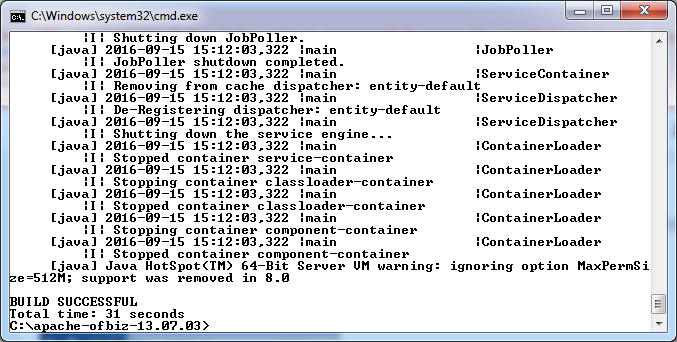 C:\Windows\system32\cmd.exe
|I| Shutting down JobPoller.
[java] 2016-09-15 15:12:03,322 |main |JobPoller
|I| JobPoller shutdown completed.
[java] 2016-09-15 15:12:03,322 |main |ServiceContainer
|I| Removing from cache dispatcher: entity-default
[java] 2016-09-15 15:12:03,322 |main |ServiceDispatcher
|I| De-Registering dispatcher: entity-default
[java] 2016-09-15 15:12:03,322 |main |ServiceDispatcher
|I| Shutting down the service engine...
[java] 2016-09-15 15:12:03,322 |main |ContainerLoader
|I| Stopped container service-container
[java] 2016-09-15 15:12:03,322 |main |ContainerLoader
|I| Stopping container classloader-container
[java] 2016-09-15 15:12:03,322 |main |ContainerLoader
|I| Stopped container classloader-container
[java] 2016-09-15 15:12:03,322 |main |ContainerLoader
|I| Stopping container component-container
[java] 2016-09-15 15:12:03,322 |main |ContainerLoader
|I| Stopped container component-container
[java] Java HotSpot(TM) 64-Bit Server VM warning: ignoring option MaxPermSi
ze=512M; support was removed in 8.0
BUILD SUCCESSFUL
Total time: 31 seconds
C:\apache-ofbiz-13.07.03>